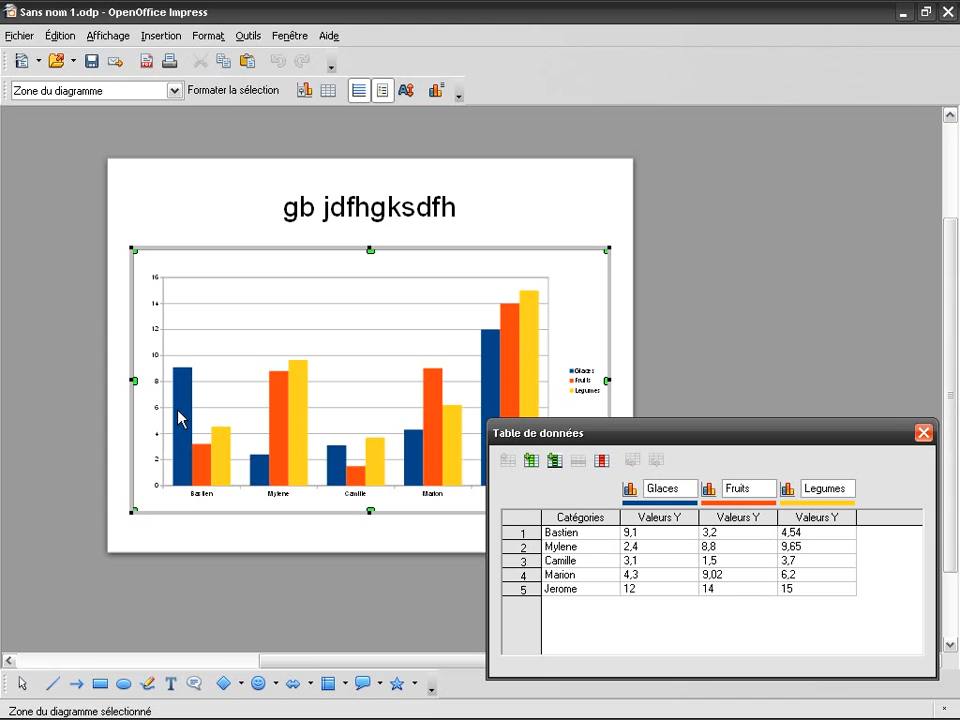 Sans nom 1.odp - OpenOffice Impress
Fichier Édition Affichage Insertion Format Outils Fenêtre Aide
Zone du diagramme Formater la sélection
gb jdfhgksdfh
16
14
12
10
8
6
4
2
0
Bastien Mylene Camille Marion
Glaces
Fruits
Legumes
Table de données
Glaces Fruits Legumes
Catégories Valeurs Y Valeurs Y Valeurs Y
1 Bastien 9,1 3,2 4,54
2 Mylene 2,4 8,8 9,65
3 Camille 3,1 1,5 3,7
4 Marion 4,3 9,02 6,2
5 Jerome 12 14 15
Zone du diagramme sélectionné